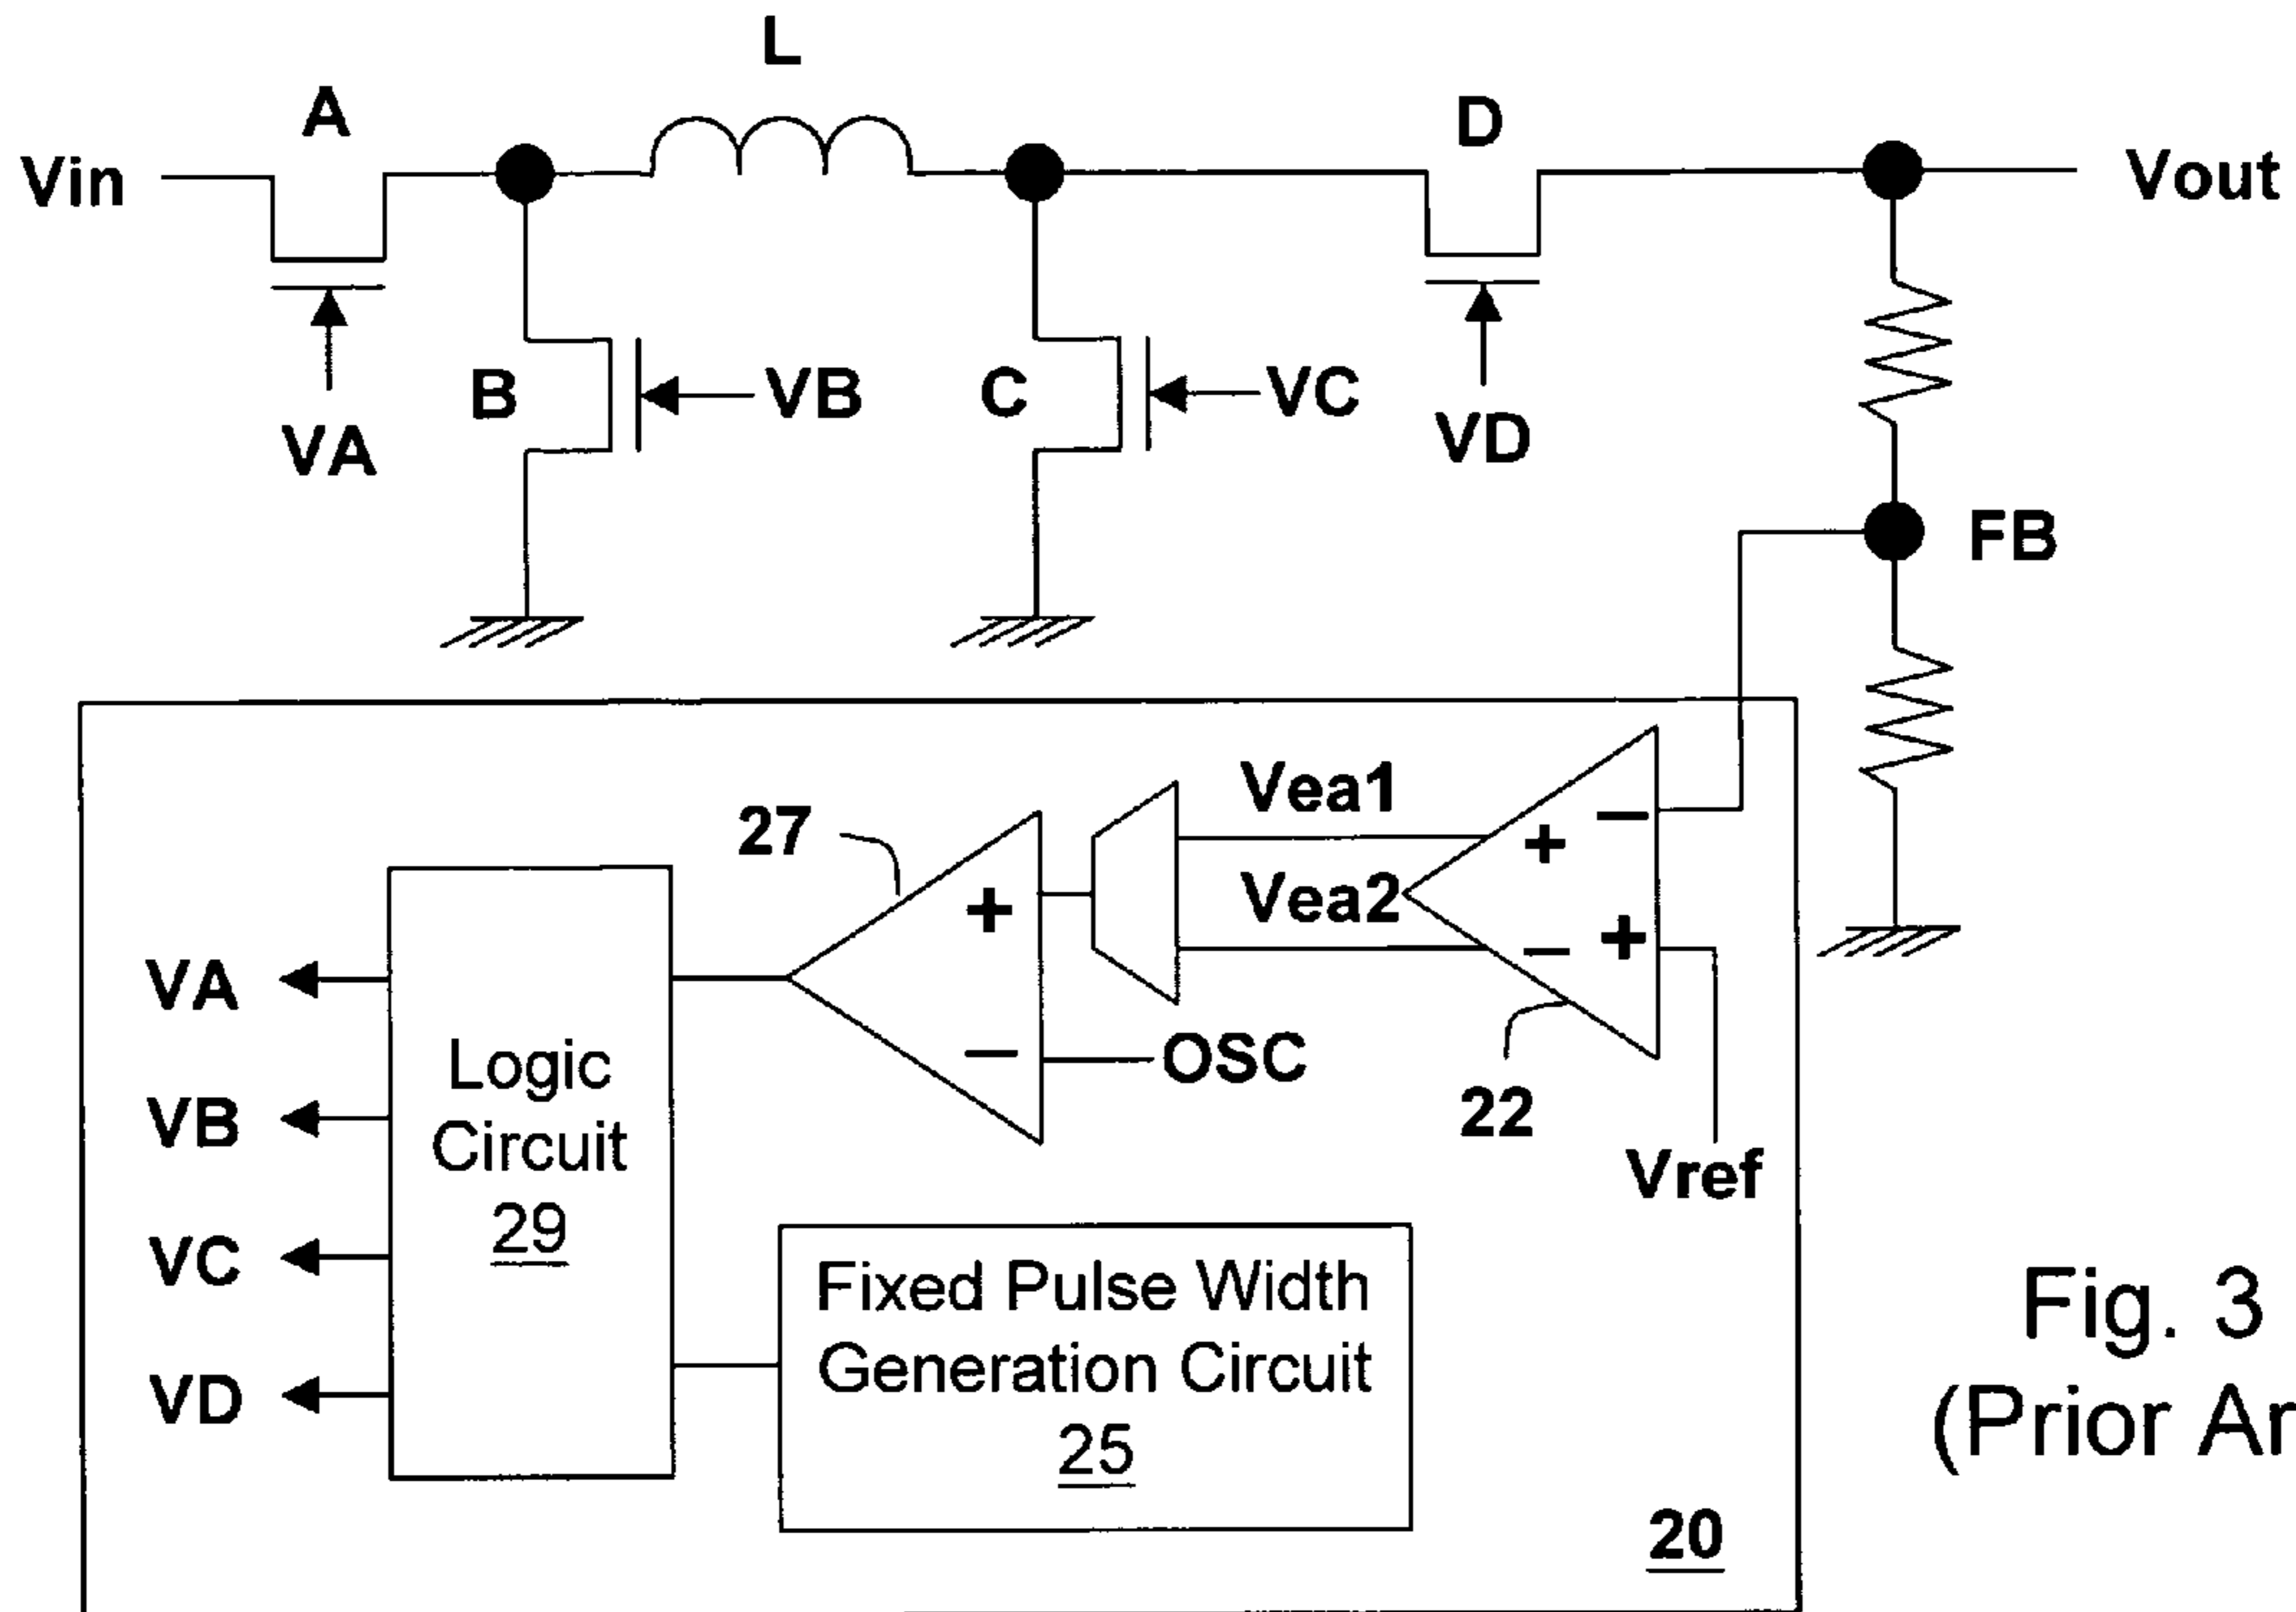 L
A
D
Vin
Vout
B
VB
C
VC
VA
VD
FB
Vea1
27
+
−
Vea2
+
−
+
VA
−
OSC
Logic
Circuit
29
22
VB
Vref
VC
Fixed Pulse Width
Generation Circuit
25
VD
20
Fig. 3
(Prior